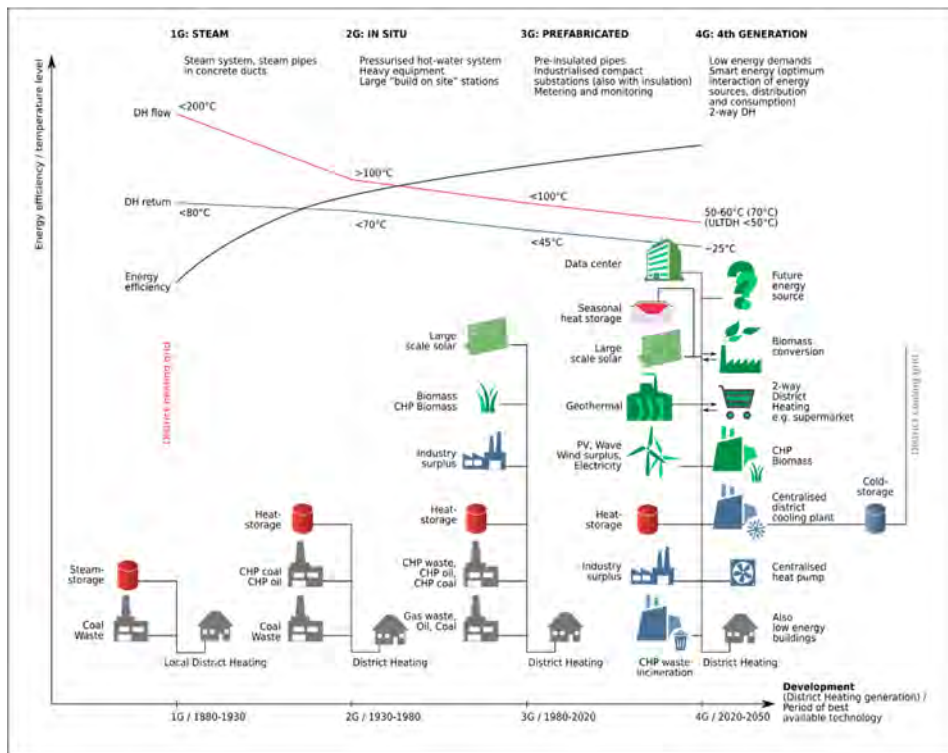 1G: STEAM
Steam system, steam pipes
in concrete ducts
2G: IN SITU
Pressurised hot-water system
Heavy equipment
Large "build on site" stations
3G: PREFABRICATED
Pre-insulated pipes
Industrialised compact
substations (also with insulation)
Metering and monitoring
4G: 4th GENERATION
Low energy demands
Smart energy (optimum
interaction of energy
sources, distribution
and consumption)
2-way DH
Energy efficiency / temperature level
DH flow
<200°C
>100°C
<100°C
50-60°C (70°C)
(ULTDH <50°C)
DH return
<80°C
<70°C
<45°C
~25°C
Energy
efficiency
District heating grid
Steam-
storage
Coal
Waste
Local District Heating
Heat-
storage
CHP coal
CHP oil
Coal
Waste
District Heating
Large
scale solar
Biomass
CHP Biomass
Industry
surplus
Heat-
storage
CHP waste,
CHP oil,
CHP coal
Gas waste,
Oil, Coal
District Heating
Data center
Seasonal
heat storage
Large
scale solar
Geothermal
PV, Wave
Wind surplus,
Electricity
Heat-
storage
Industry
surplus
CHP waste
incineration
Future
energy
source
Biomass
conversion
2-way
District
Heating
e.g. supermarket
CHP
Biomass
Centralised
district
cooling plant
Centralised
heat pump
Also
low energy
buildings
District Heating
Cold-
storage
District cooling grid
1G / 1880-1930
2G / 1930-1980
3G / 1980-2020
4G / 2020-2050
Development
(District Heating generation) /
Period of best
available technology